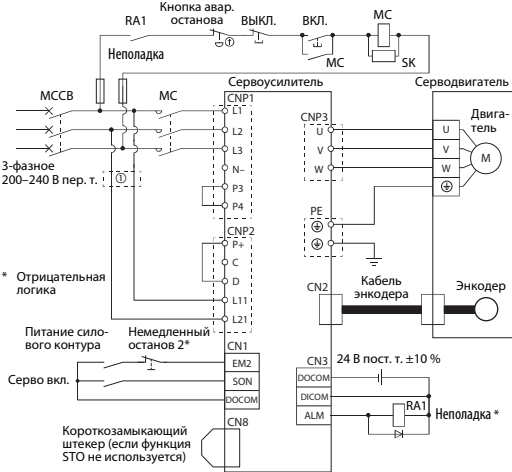 Кнопка авар.
останова
RA1
ВЫКЛ.
ВКЛ.
MC
Неполадка
MC
SK
MCCB
MC
Сервоусилитель
Серводвигатель
CNP1
L1
L2
L3
N–
P3
P4
CNP3
U
V
W
U
V
W
Двига-
тель
M
3-фазное
200–240 В пер. т.
①
PE
CNP2
P+
C
D
L11
L21
* Отрицательная
логика
CN2
Кабель
энкодера
Энкодер
Питание сило-
вого контура
Немедленный
останов 2*
CN1
EM2
SON
DOCOM
Серво вкл.
CN3
24 В пост. т. ±10 %
DOCOM
DICOM
ALM
RA1
Неполадка *
CN8
Короткозамыкающий
штекер (если функция
STO не используется)